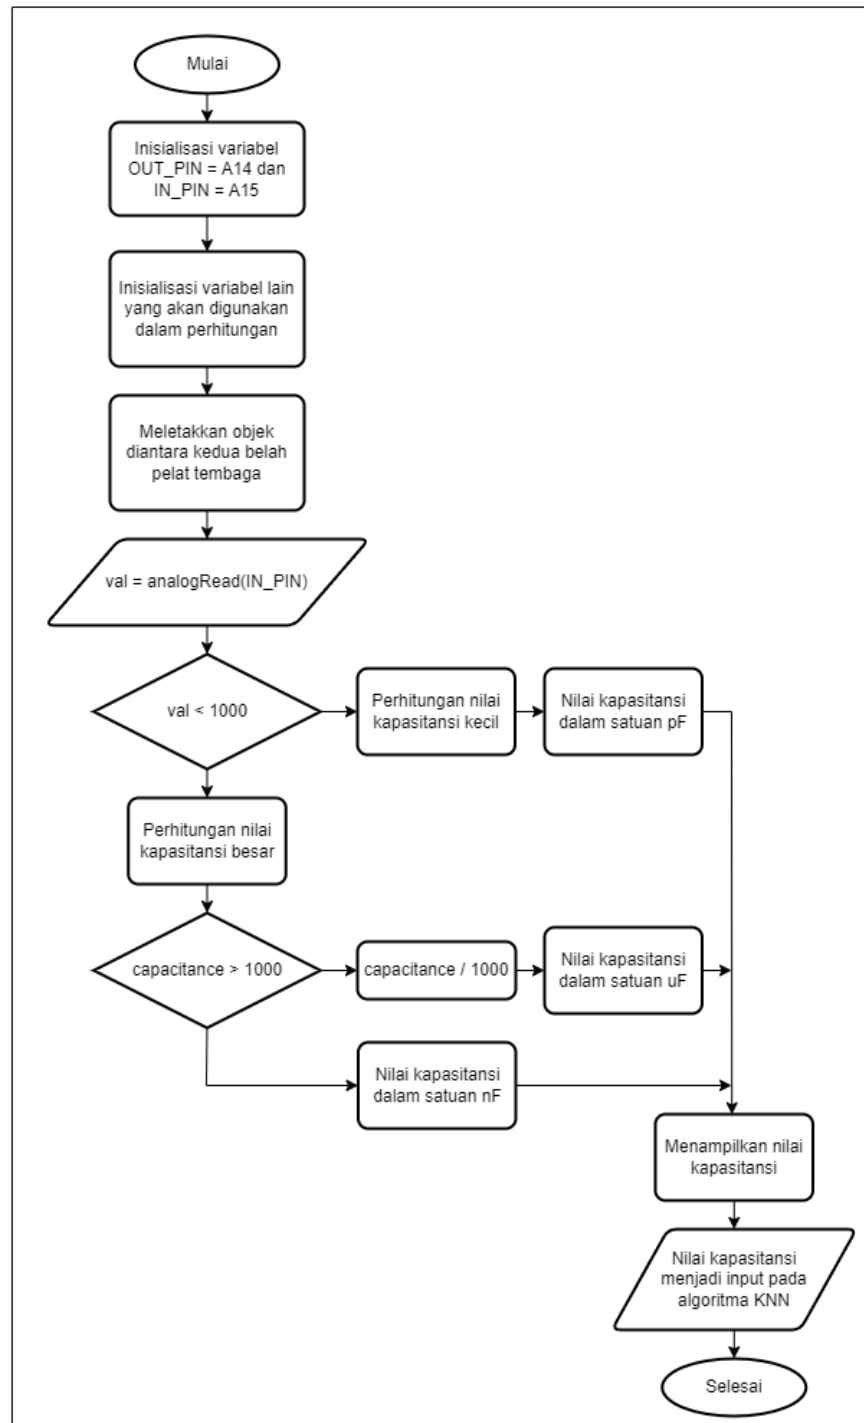 Mulai
Inisialisasi variabel
OUT_PIN = A14 dan
IN_PIN = A15
Inisialisasi variabel lain
yang akan digunakan
dalam perhitungan
Meletakkan objek
diantara kedua belah
pelat tembaga
val = analogRead(IN_PIN)
val < 1000
Perhitungan nilai
kapasitansi kecil
Nilai kapasitansi
dalam satuan pF
Perhitungan nilai
kapasitansi besar
capacitance > 1000
capacitance / 1000
Nilai kapasitansi
dalam satuan uF
Nilai kapasitansi
dalam satuan nF
Menampilkan nilai
kapasitansi
Nilai kapasitansi
menjadi input pada
algoritma KNN
Selesai